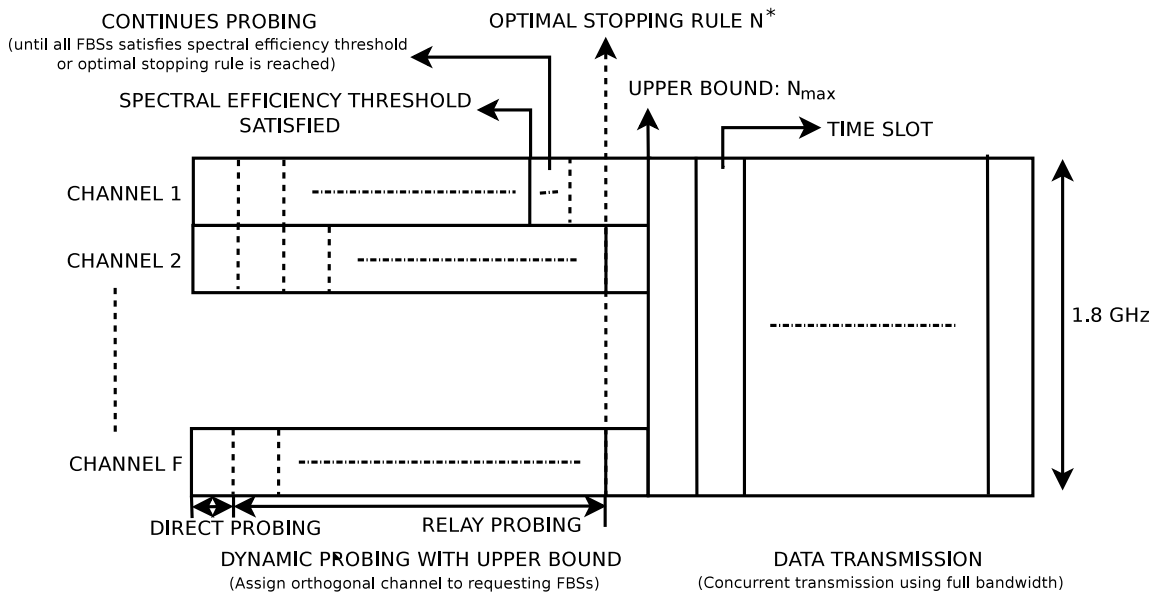 CONTINUES PROBING
(until all FBSs satisfies spectral efficiency threshold
or optimal stopping rule is reached)
OPTIMAL STOPPING RULE N*
SPECTRAL EFFICIENCY THRESHOLD
SATISFIED
UPPER BOUND: Nmax
TIME SLOT
CHANNEL 1
CHANNEL 2
1.8 GHz
CHANNEL F
DIRECT PROBING
RELAY PROBING
DYNAMIC PROBING WITH UPPER BOUND
(Assign orthogonal channel to requesting FBSs)
DATA TRANSMISSION
(Concurrent transmission using full bandwidth)